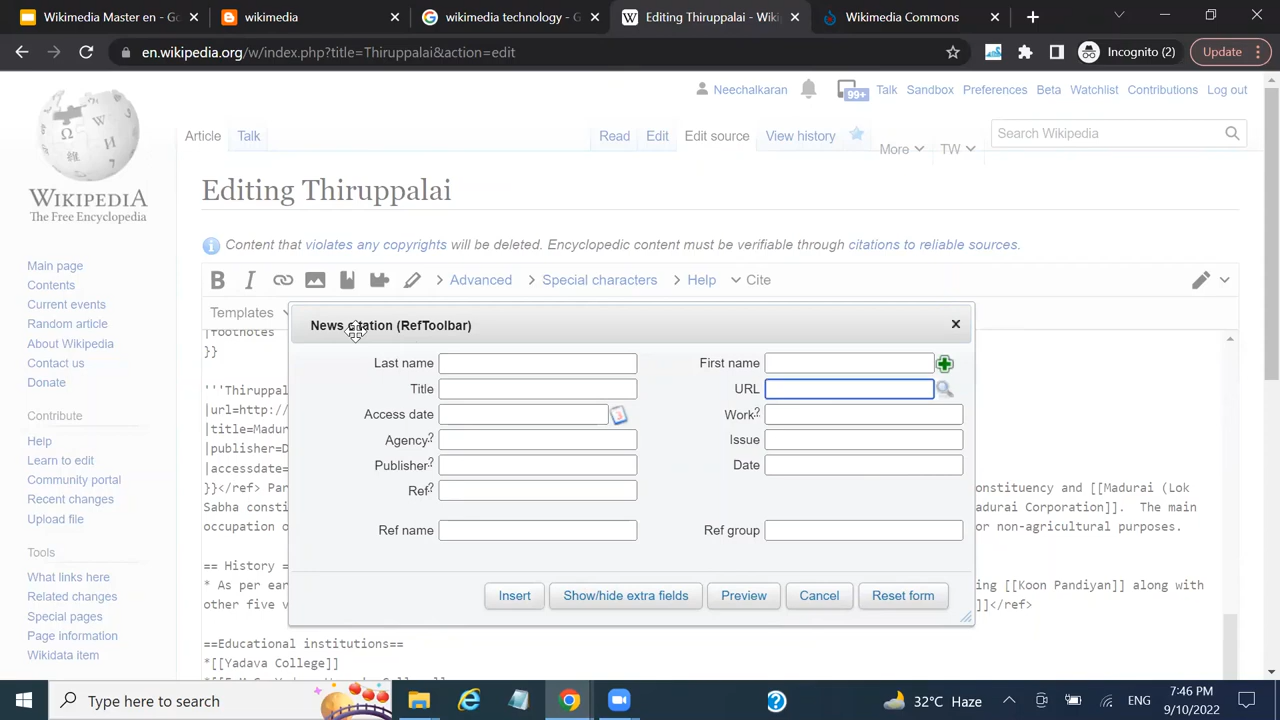 Wikimedia Mastären - Go
wikimedia
wikimedt technology - G
Editing Thiruppalai - Wiki
Wikimedia Commons
en.wikipedia.org/w/index.php?title=Thiruppalai&action=edit
Incognito (2)
Update
Neechalkaran
99+
Talk Sandbox Preferences Beta Watchlist Contributions Log out
Article Talk
Read Edit Edit source View history
More TW
Search Wikipedia
WIKIPEDIA
The Free Encyclopedia
Editing Thiruppalai
Content that violates any copyrights will be deleted. Encyclopedic content must be verifiable through citations to reliable sources.
B I Advanced Special characters Help Cite
Templates
Main page
Contents
Current events
Random article
About Wikipedia
Contact us
Donate
Contribute
Help
Learn to edit
Community portal
Recent changes
Upload file
Tools
What links here
Related changes
Special pages
Page information
Wikidata item
|footnotes
}}
'''Thiruppal
|url=http://
|title=Madur
|publisher=D
|accessdate=
}}</ref> Par
onstituency and [[Madurai (Lok
Sabha consti
adurai Corporation]]. The main
occupation o
or non-agricultural purposes.
== History =
* As per ear
ing [[Koon Pandiyan]] along with
other five v
]</ref>
==Educational institutions==
*[[Yadava College]]
News citation (RefToolbar)
Last name
First name
Title
URL
Access date
Work?
Agency?
Issue
Publisher?
Date
Ref?
Ref name
Ref group
Insert
Show/hide extra fields
Preview
Cancel
Reset form
Type here to search
32°C Haze
ENG
7:46 PM
9/10/2022